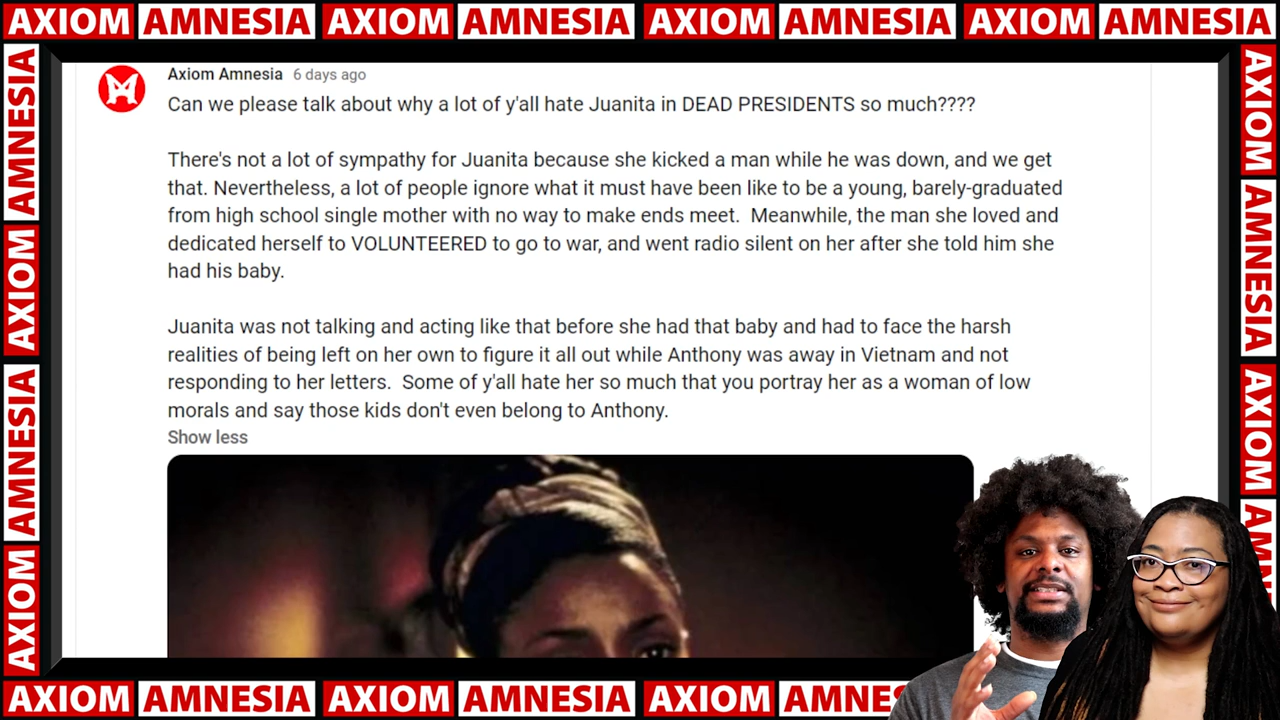 AXIOM AMNESIA AXIOM AMNESIA AXIOM AMNESIA AXIOM AMNESIA
Axiom Amnesia 6 days ago
Can we please talk about why a lot of y'all hate Juanita in DEAD PRESIDENTS so much????
There's not a lot of sympathy for Juanita because she kicked a man while he was down, and we get
that. Nevertheless, a lot of people ignore what it must have been like to be a young, barely-graduated
from high school single mother with no way to make ends meet.  Meanwhile, the man she loved and
dedicated herself to VOLUNTEERED to go to war, and went radio silent on her after she told him she
had his baby.
Juanita was not talking and acting like that before she had that baby and had to face the harsh
realities of being left on her own to figure it all out while Anthony was away in Vietnam and not
responding to her letters.  Some of y'all hate her so much that you portray her as a woman of low
morals and say those kids don't even belong to Anthony.
Show less
AXIOM AMNESIA AXIOM AMNESIA
AXIOM AMNESIA AXIOM AMN
AXIOM AMNESIA AXIOM AMNESIA AXIOM AMNES